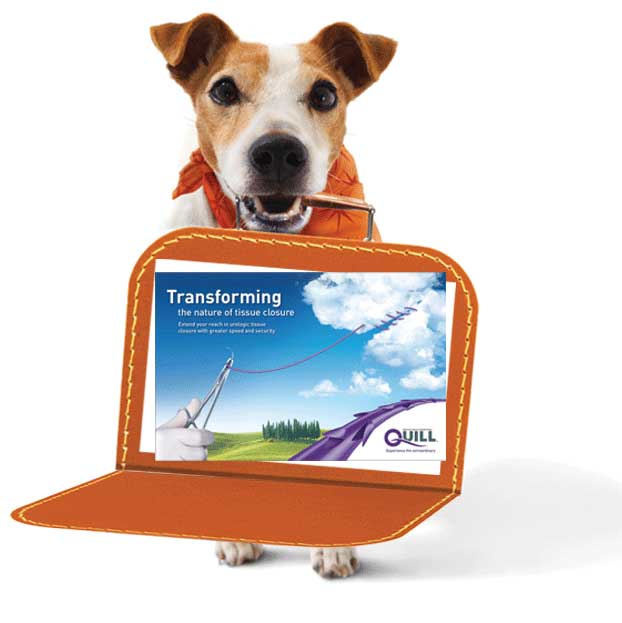 Transforming
the nature of tissue closure
Extend your reach in urologic tissue
closure with greater speed and security
QUILL
Experience the extraordinary